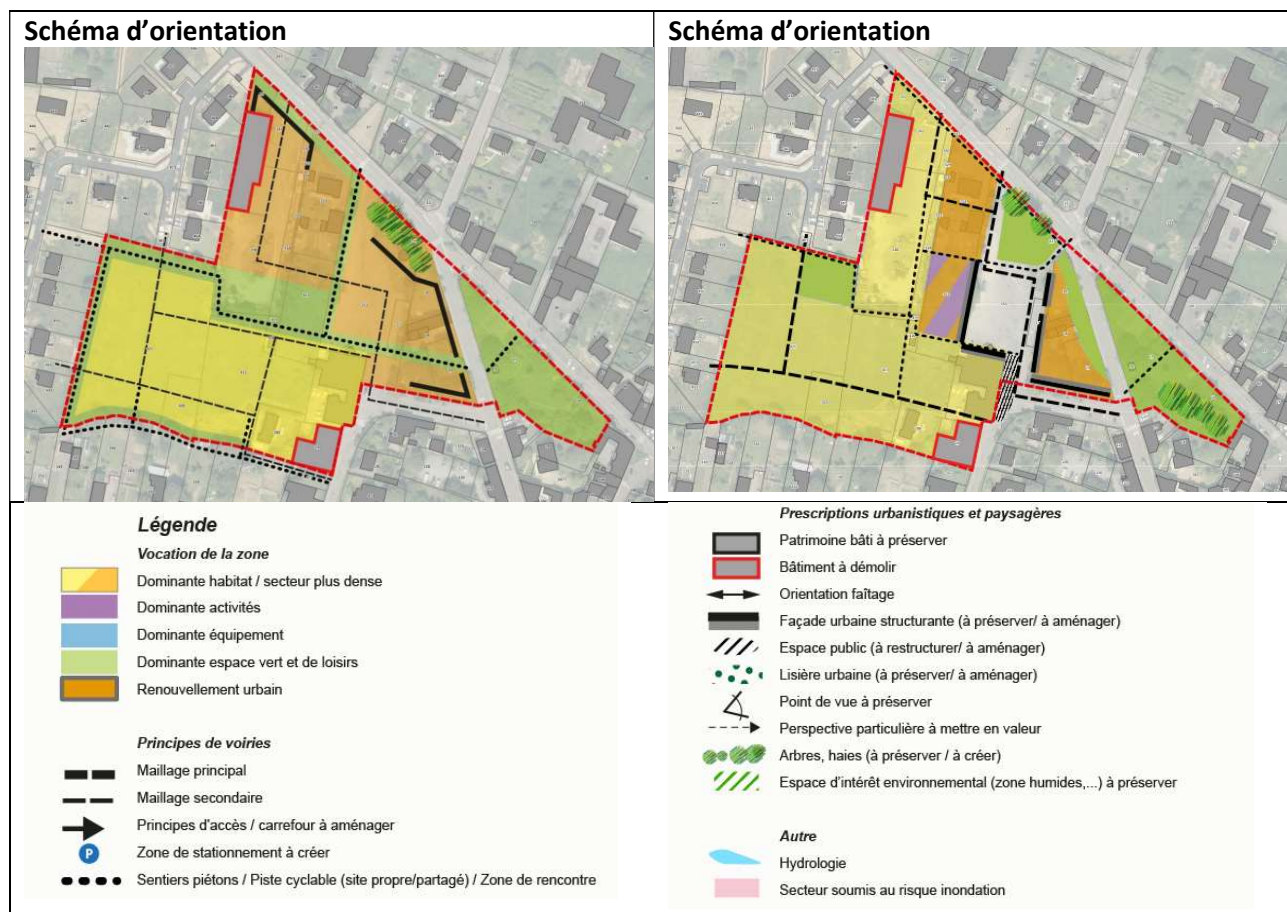 Schéma d’orientation
Schéma d’orientation
Légende
Vocation de la zone
Dominante habitat / secteur plus dense
Dominante activités
Dominante équipement
Dominante espace vert et de loisirs
Renouvellement urbain
Principes de voiries
Maillage principal
Maillage secondaire
Principes d'accès / carrefour à aménager
P
Zone de stationnement à créer
Sentiers piétons / Piste cyclable (site propre/partagé) / Zone de rencontre
Prescriptions urbanistiques et paysagères
Patrimoine bâti à préserver
Bâtiment à démolir
Orientation faîtage
Façade urbaine structurante (à préserver/ à aménager)
Espace public (à restructurer/ à aménager)
Lisière urbaine (à préserver/ à aménager)
Point de vue à préserver
Perspective particulière à mettre en valeur
Arbres, haies (à préserver / à créer)
Espace d'intérêt environnemental (zone humides,...) à préserver
Autre
Hydrologie
Secteur soumis au risque inondation